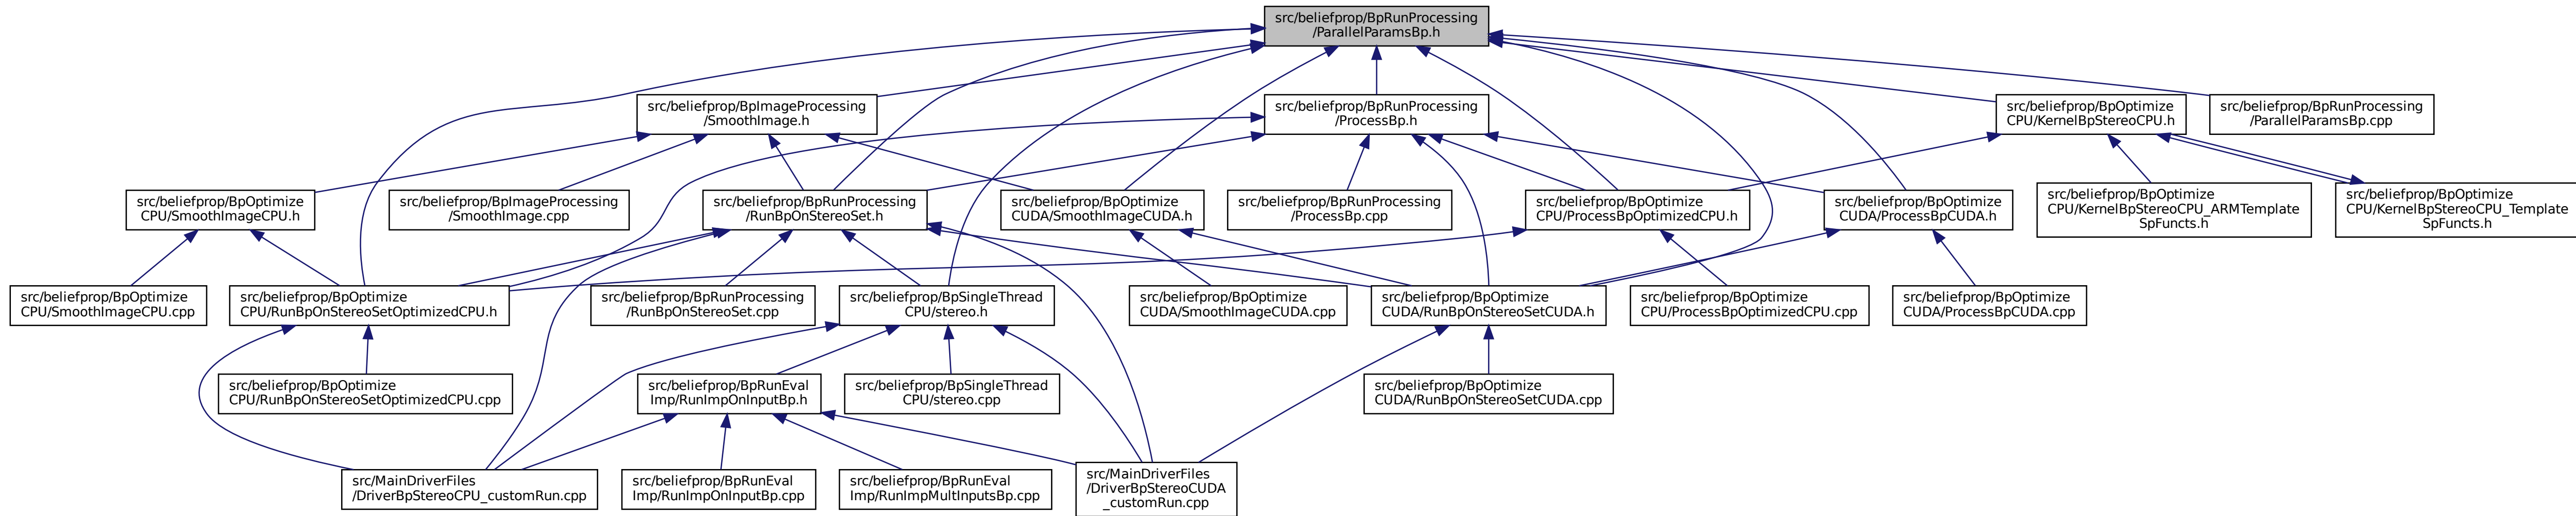 src/beliefprop/BpRunProcessing
/ParallelParamsBp.h
src/beliefprop/BpImageProcessing
/SmoothImage.h
src/beliefprop/BpRunProcessing
/ProcessBp.h
src/beliefprop/BpOptimize
CPU/KernelBpStereoCPU.h
src/beliefprop/BpRunProcessing
/ParallelParamsBp.cpp
src/beliefprop/BpOptimize
CPU/SmoothImageCPU.h
src/beliefprop/BpImageProcessing
/SmoothImage.cpp
src/beliefprop/BpRunProcessing
/RunBpOnStereoSet.h
src/beliefprop/BpOptimize
CUDA/SmoothImageCUDA.h
src/beliefprop/BpRunProcessing
/ProcessBp.cpp
src/beliefprop/BpOptimize
CPU/ProcessBpOptimizedCPU.h
src/beliefprop/BpOptimize
CUDA/ProcessBpCUDA.h
src/beliefprop/BpOptimize
CPU/KernelBpStereoCPU_ARMTemplate
SpFuncts.h
src/beliefprop/BpOptimize
CPU/KernelBpStereoCPU_Template
SpFuncts.h
src/beliefprop/BpOptimize
CPU/SmoothImageCPU.cpp
src/beliefprop/BpOptimize
CPU/RunBpOnStereoSetOptimizedCPU.h
src/beliefprop/BpRunProcessing
/RunBpOnStereoSet.cpp
src/beliefprop/BpSingleThread
CPU/stereo.h
src/beliefprop/BpOptimize
CUDA/SmoothImageCUDA.cpp
src/beliefprop/BpOptimize
CUDA/RunBpOnStereoSetCUDA.h
src/beliefprop/BpOptimize
CPU/ProcessBpOptimizedCPU.cpp
src/beliefprop/BpOptimize
CUDA/ProcessBpCUDA.cpp
src/beliefprop/BpOptimize
CPU/RunBpOnStereoSetOptimizedCPU.cpp
src/beliefprop/BpRunEval
Imp/RunImpOnInputBp.h
src/beliefprop/BpSingleThread
CPU/stereo.cpp
src/beliefprop/BpOptimize
CUDA/RunBpOnStereoSetCUDA.cpp
src/MainDriverFiles
/DriverBpStereoCPU_customRun.cpp
src/beliefprop/BpRunEval
Imp/RunImpOnInputBp.cpp
src/beliefprop/BpRunEval
Imp/RunImpMultInputsBp.cpp
src/MainDriverFiles
/DriverBpStereoCUDA
_customRun.cpp